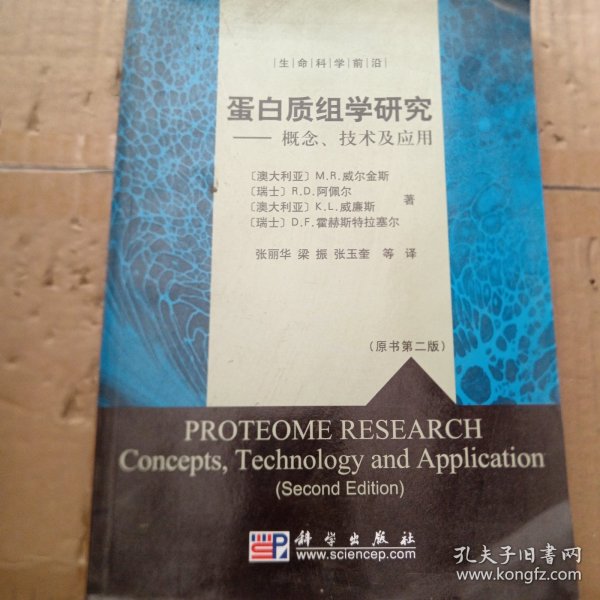 |生|命|科|学|前|沿|
蛋白质组学研究
——概念、技术及应用
〔澳大利亚〕M.R.威尔金斯
〔瑞士〕R.D.阿佩尔
〔澳大利亚〕K.L.威廉斯
著
〔瑞士〕D.F.霍赫斯特拉塞尔
张丽华 梁振 张玉奎 等 译
(原书第二版)
PROTEOME RESEARCH
Concepts, Technology and Application
(Second Edition)
SP 科学出版社
www.sciencep.com
孔夫子旧书网
www.kongfz.com